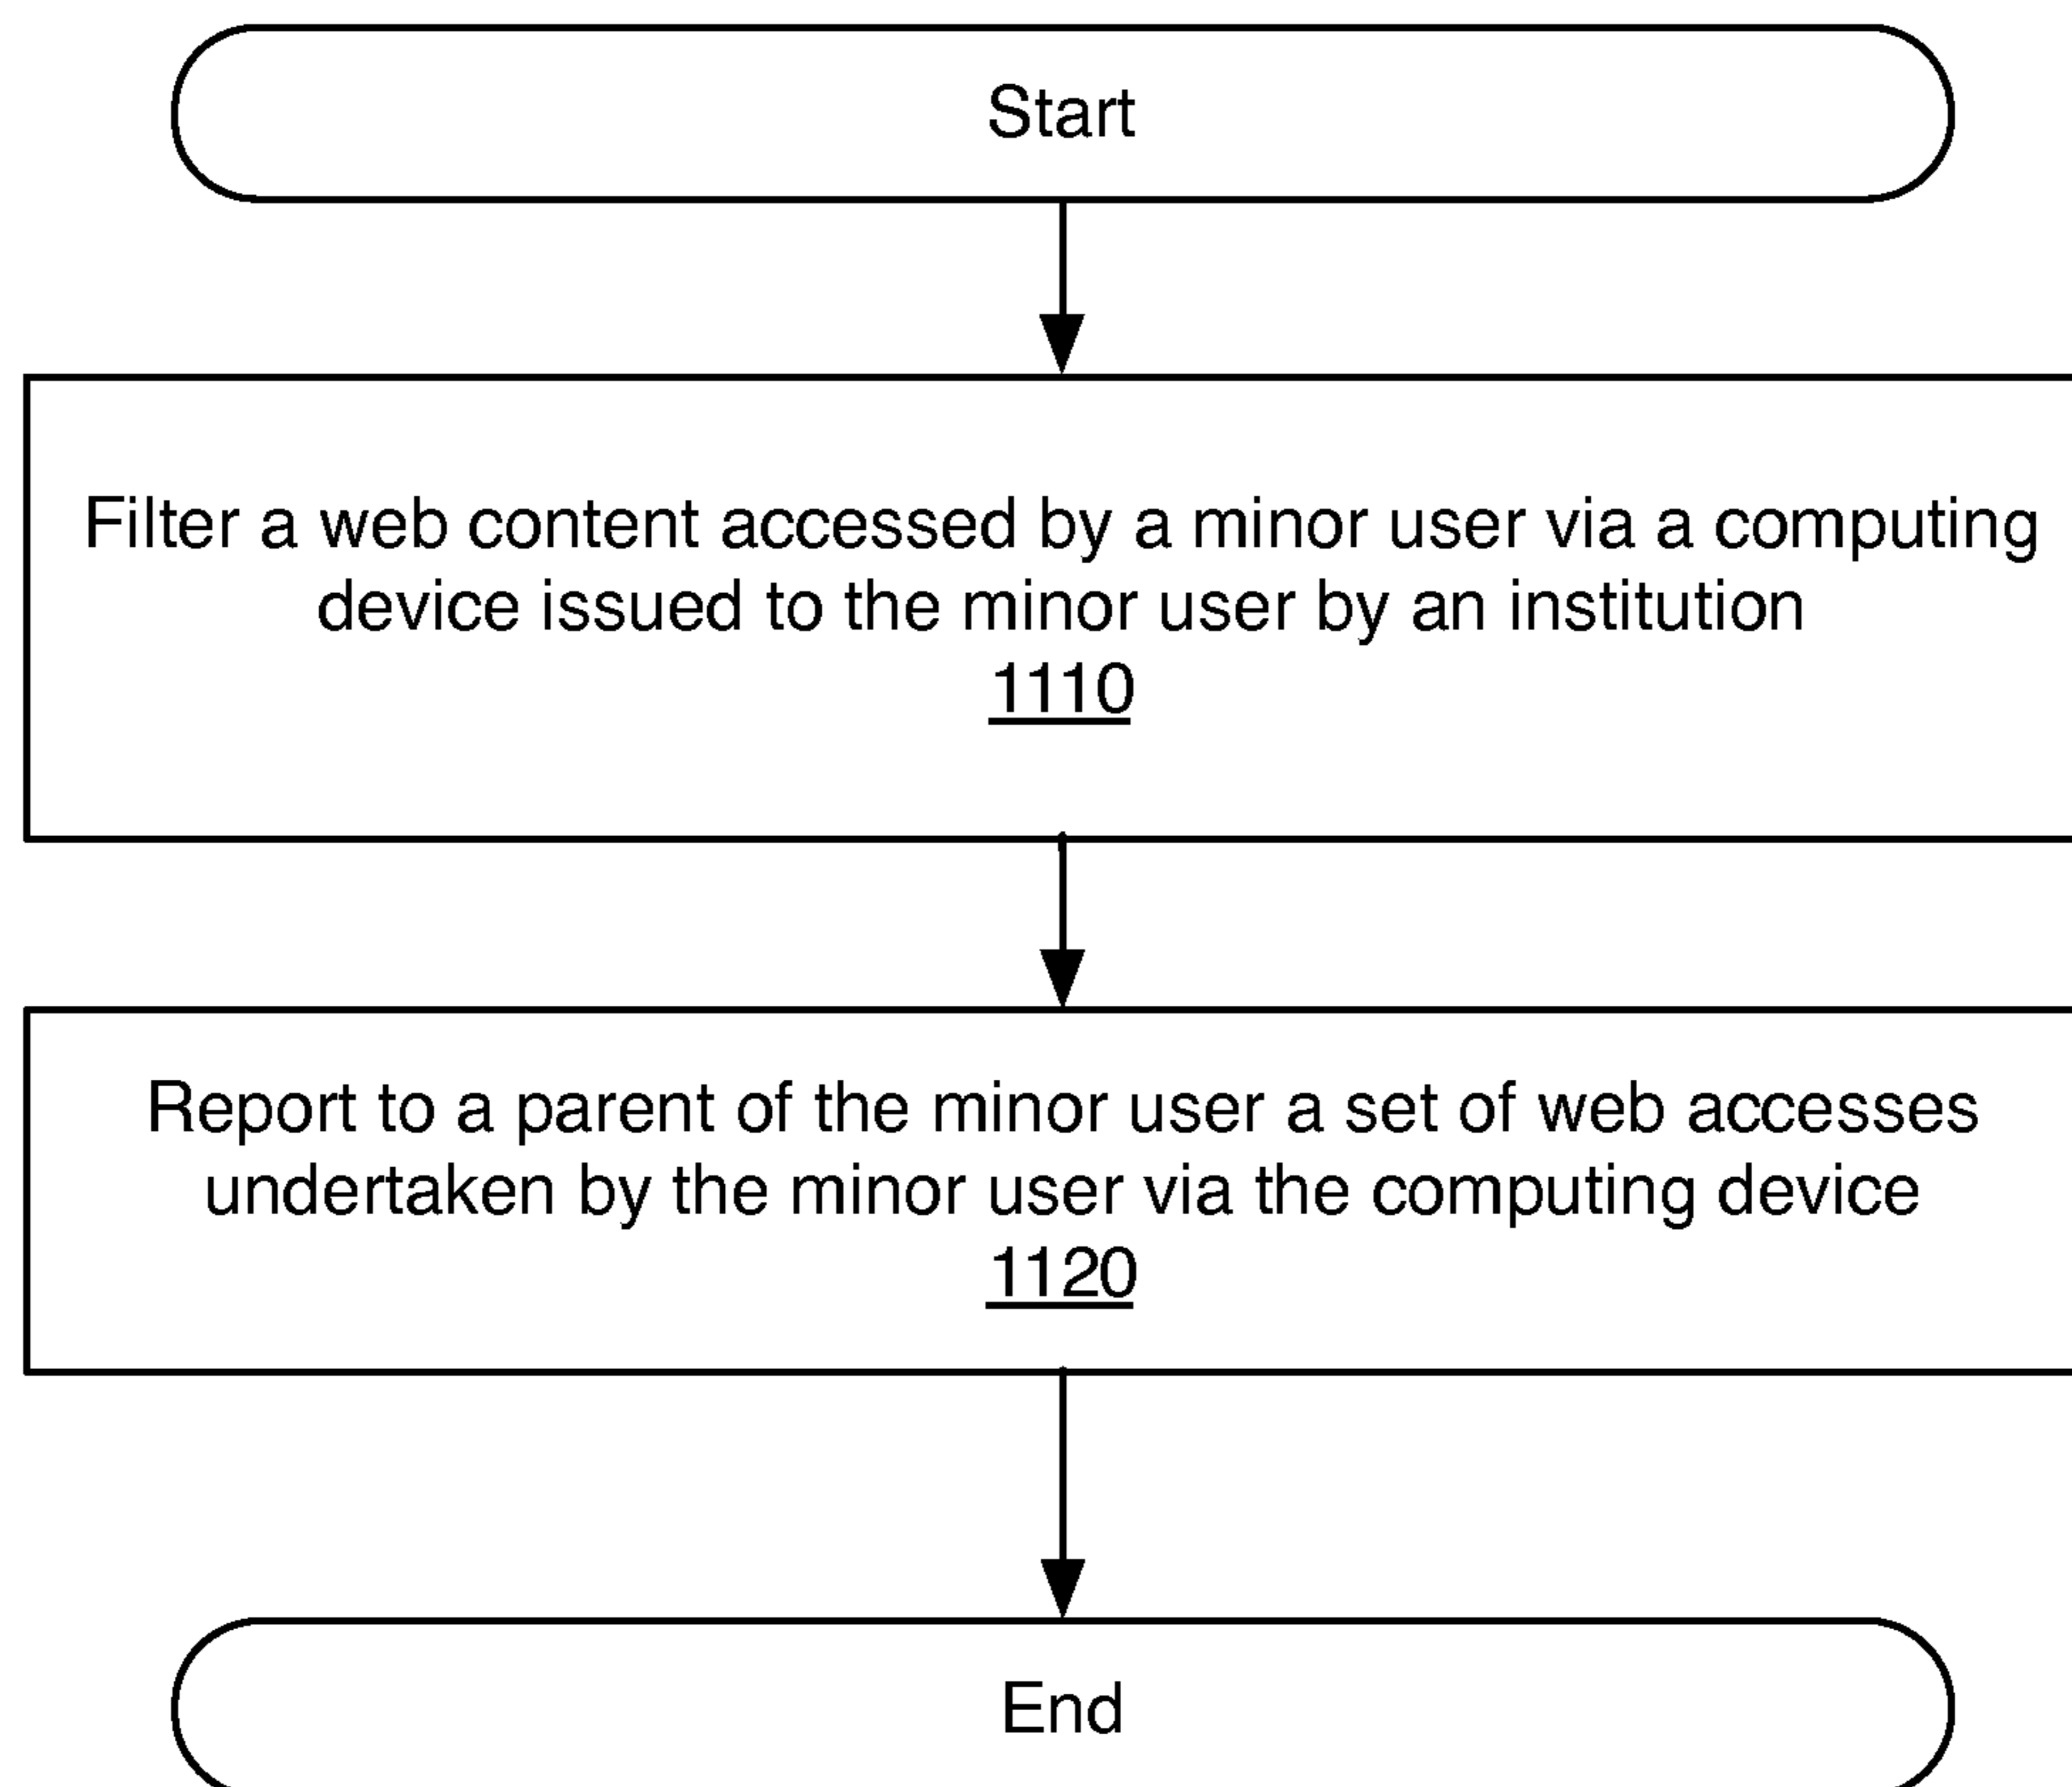 Start
Filter a web content accessed by a minor user via a computing
device issued to the minor user by an institution
1110
Report to a parent of the minor user a set of web accesses
undertaken by the minor user via the computing device
1120
End